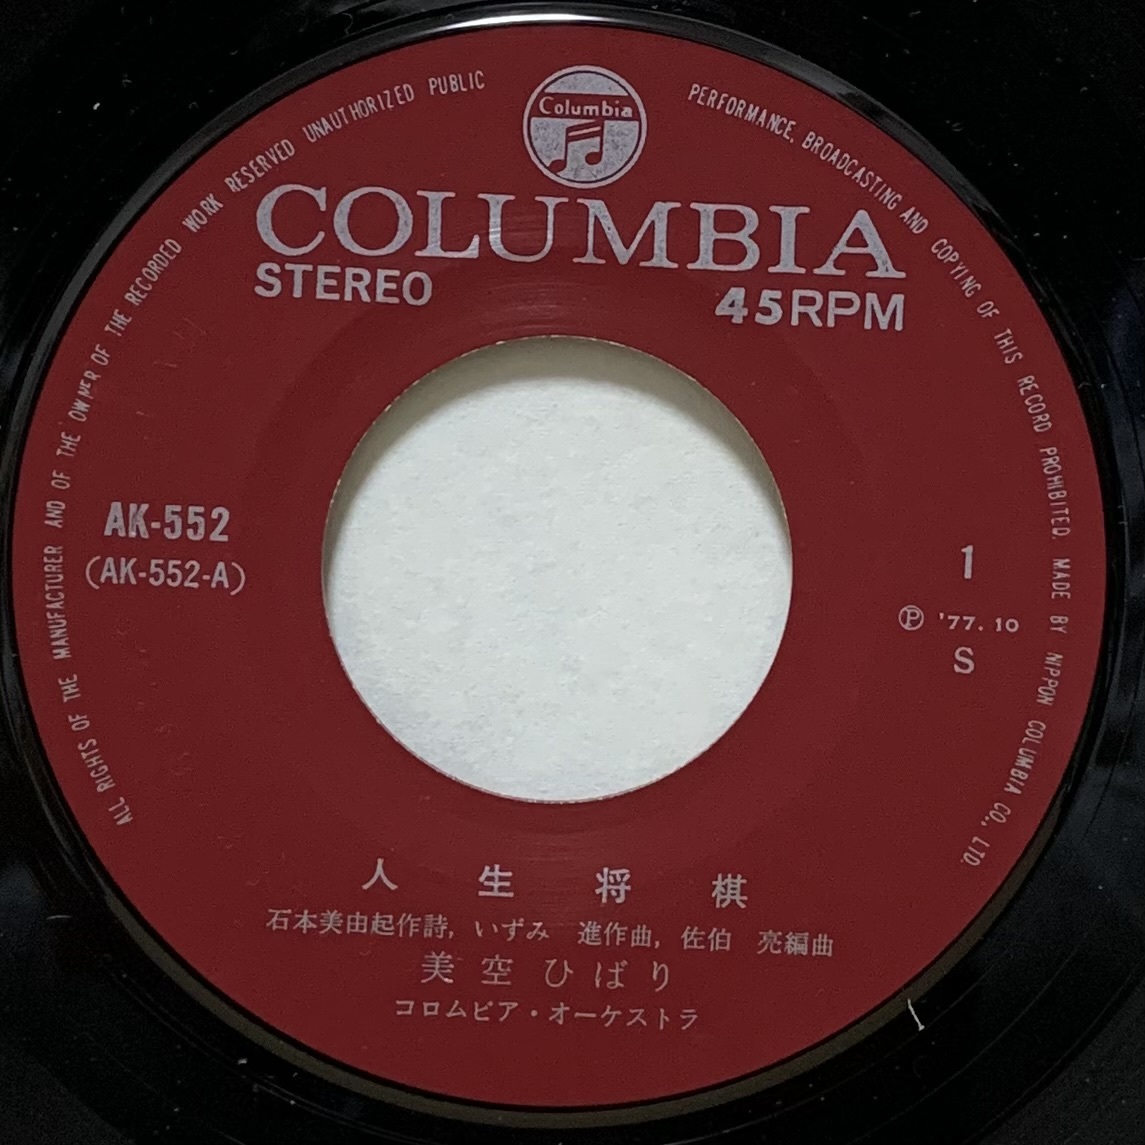 ALL RIGHTS OF THE MANUFACTURER AND OF THE OWNER OF THE RECORDED WORK RESERVED UNAUTHORIZED PUBLIC PERFORMANCE, BROADCASTING AND COPYING OF THIS RECORD PROHIBITED. MADE BY NIPPON COLUMBIA CO., LTD.
Columbia
COLUMBIA
STEREO 45RPM
AK-552
(AK-552-A)
1
Ⓟ '77. 10
S
人生将棋
石本美由起作詩, いずみ 進作曲, 佐伯 亮編曲
美空ひばり
コロムビア・オーケストラ